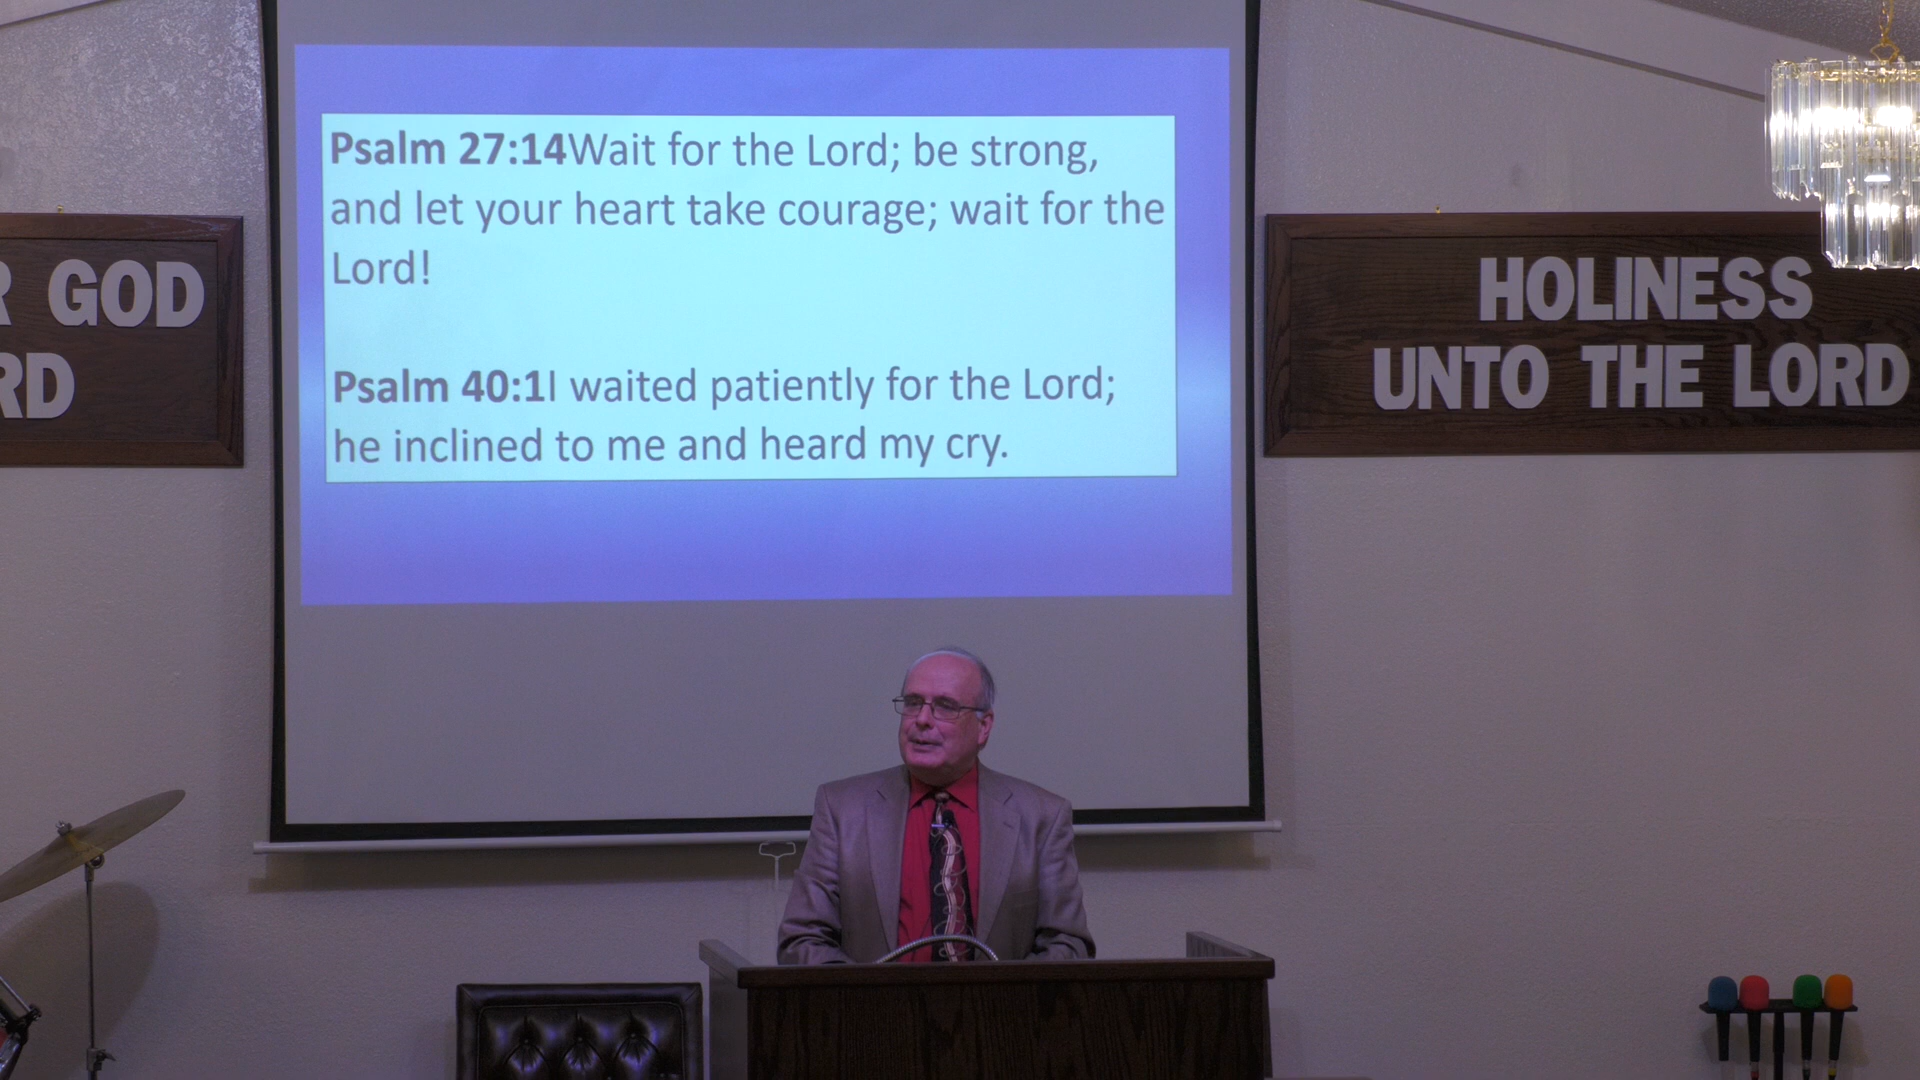 Psalm 27:14Wait for the Lord; be strong,
and let your heart take courage; wait for the
Lord!
Psalm 40:1I waited patiently for the Lord;
he inclined to me and heard my cry.
GOD
HOLINESS
UNTO THE LORD